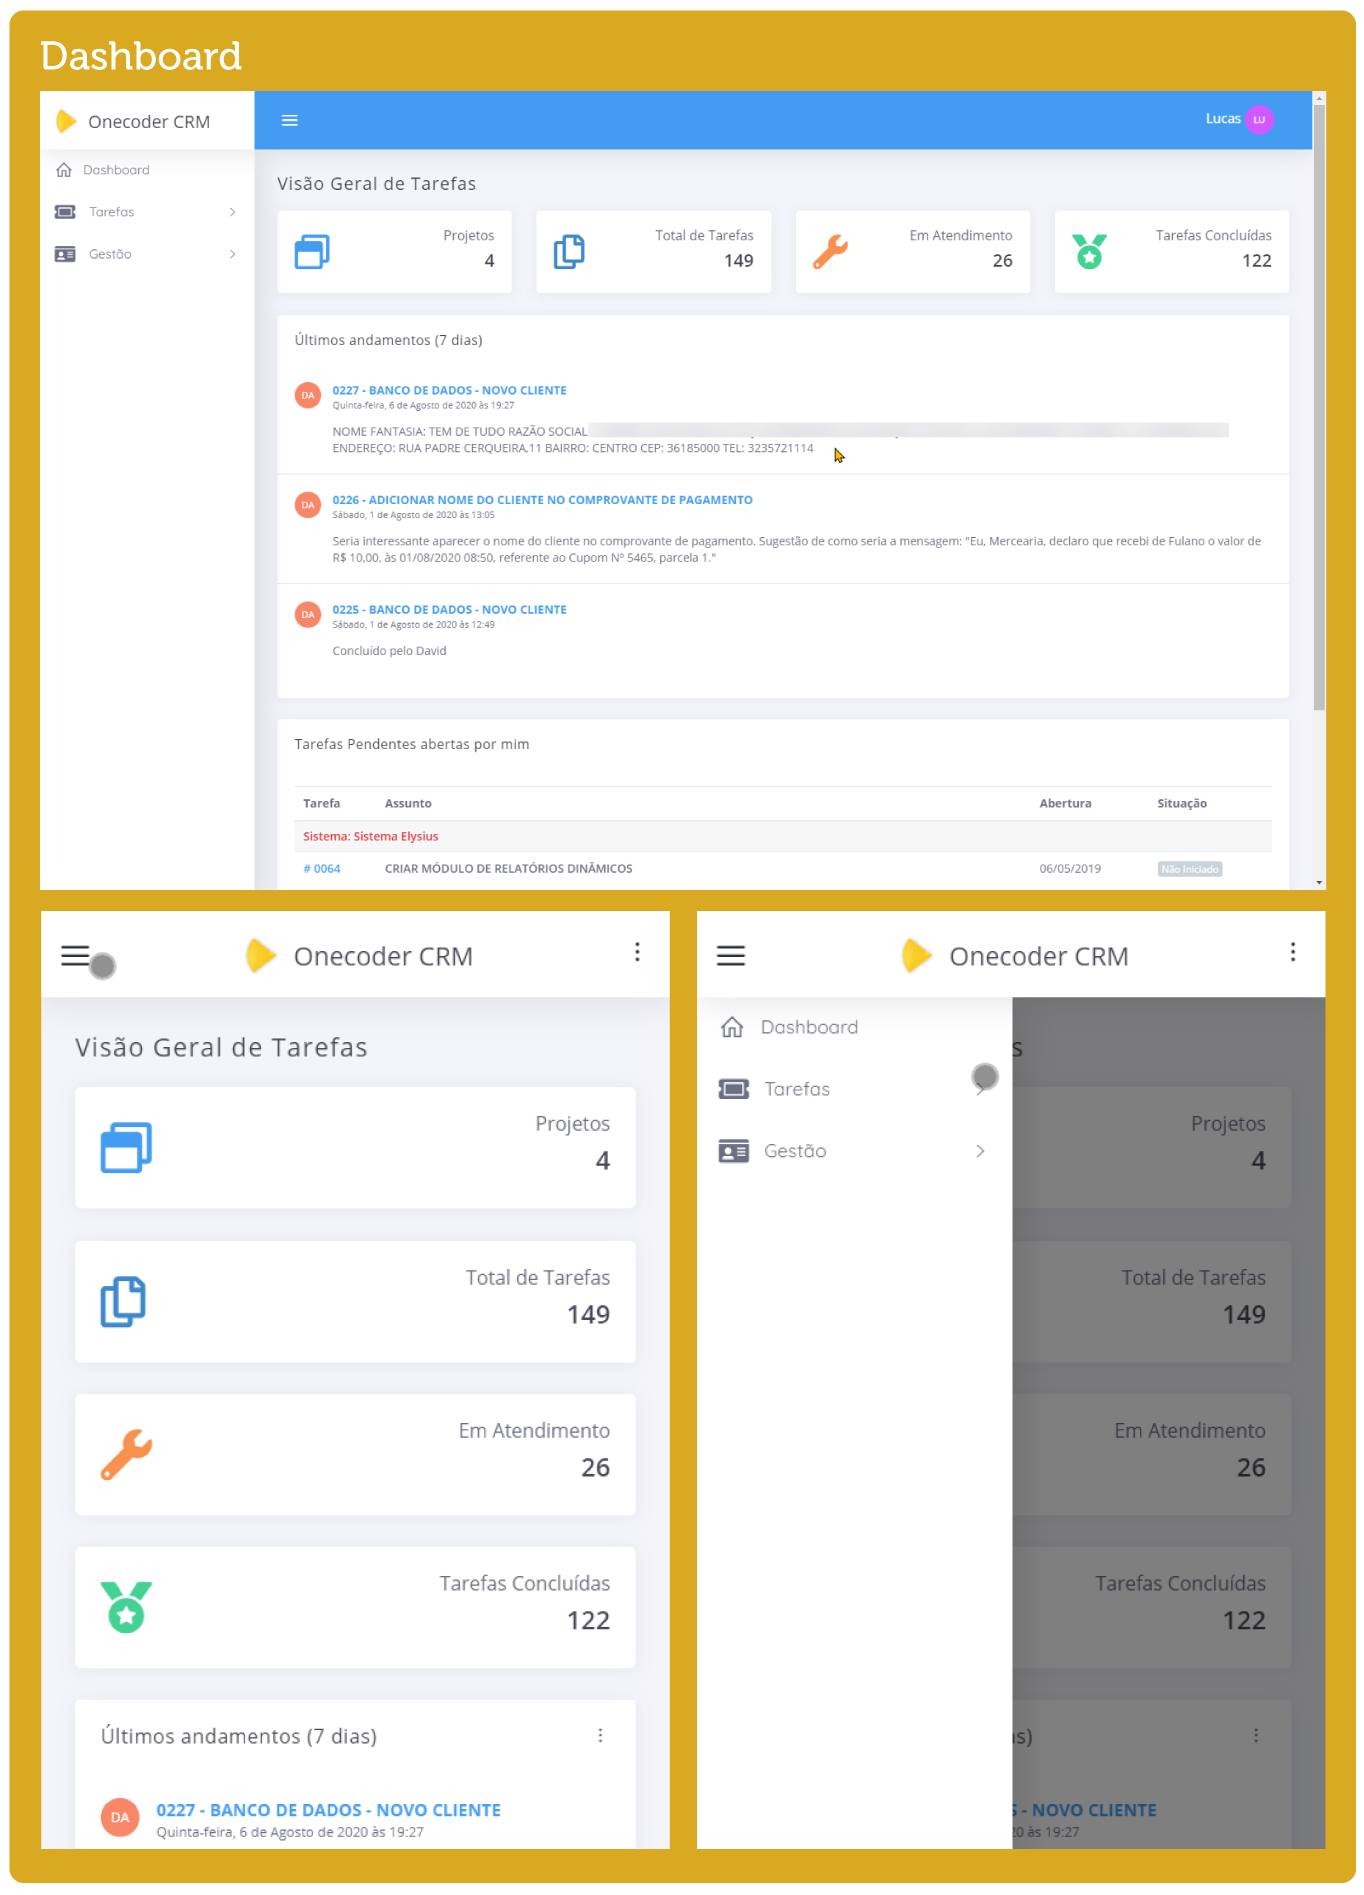 Dashboard
Onecoder CRM
Lucas LU
Dashboard
Tarefas
Gestão
Visão Geral de Tarefas
Projetos
4
Total de Tarefas
149
Em Atendimento
26
Tarefas Concluídas
122
Últimos andamentos (7 dias)
DA
0227 - BANCO DE DADOS - NOVO CLIENTE
Quinta-feira, 6 de Agosto de 2020 às 19:27
NOME FANTASIA: TEM DE TUDO RAZÃO SOCIAL
ENDEREÇO: RUA PADRE CERQUEIRA,11 BAIRRO: CENTRO CEP: 36185000 TEL: 3235721114
DA
0226 - ADICIONAR NOME DO CLIENTE NO COMPROVANTE DE PAGAMENTO
Sábado, 1 de Agosto de 2020 às 13:05
Seria interessante aparecer o nome do cliente no comprovante de pagamento. Sugestão de como seria a mensagem: "Eu, Mercearia, declaro que recebi de Fulano o valor de
R$ 10,00, às 01/08/2020 08:50, referente ao Cupom Nº 5465, parcela 1."
DA
0225 - BANCO DE DADOS - NOVO CLIENTE
Sábado, 1 de Agosto de 2020 às 12:49
Concluído pelo David
Tarefas Pendentes abertas por mim
Tarefa Assunto Abertura Situação
Sistema: Sistema Elysius
# 0064 CRIAR MÓDULO DE RELATÓRIOS DINÂMICOS 06/05/2019 Não Iniciado
Onecoder CRM
Visão Geral de Tarefas
Projetos
4
Total de Tarefas
149
Em Atendimento
26
Tarefas Concluídas
122
Últimos andamentos (7 dias)
DA
0227 - BANCO DE DADOS - NOVO CLIENTE
Quinta-feira, 6 de Agosto de 2020 às 19:27
Onecoder CRM
Dashboard
Tarefas
Gestão
s
Projetos
4
Total de Tarefas
149
Em Atendimento
26
Tarefas Concluídas
122
as)
S - NOVO CLIENTE
20 às 19:27